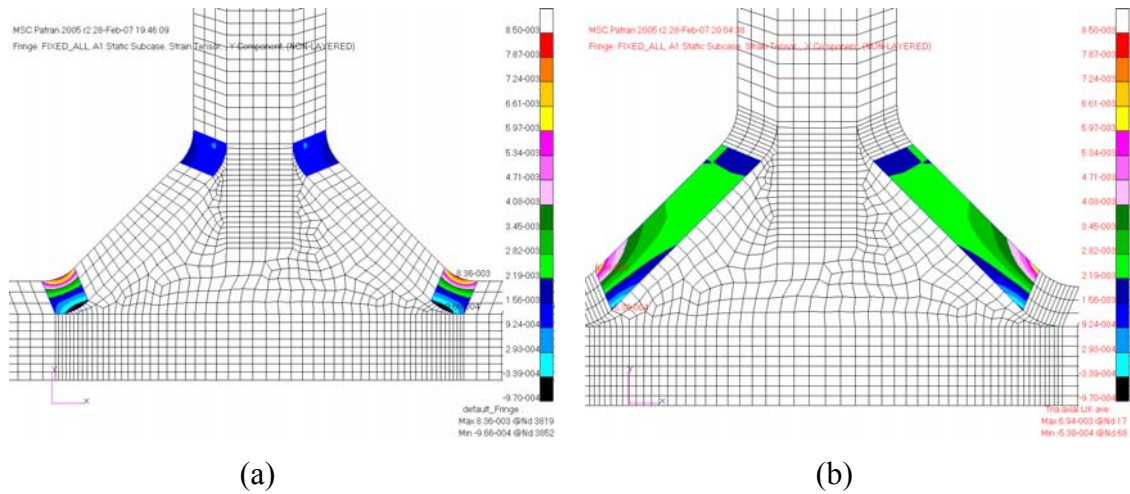 MSC.Patran 2005 r2 28-Feb-07 19:46:09
Fringe: FIXED_ALL, A1:Static Subcase, Strain Tensor, , Y Component, (NON-LAYERED)
8.50-003
7.87-003
7.24-003
6.61-003
5.97-003
5.34-003
4.71-003
4.08-003
3.45-003
2.82-003
2.19-003
1.56-003
9.24-004
2.93-004
-3.39-004
-9.70-004
8.36-003
Y
X
default_Fringe :
Max 8.36-003 @Nd 3819
Min -9.66-004 @Nd 3852
(a)
MSC.Patran 2005 r2 28-Feb-07 20:04:38
Fringe: FIXED_ALL, A1:Static Subcase, Strain Tensor, , X Component, (NON-LAYERED)
8.50-003
7.87-003
7.24-003
6.61-003
5.97-003
5.34-003
4.71-003
4.08-003
3.45-003
2.82-003
2.19-003
1.56-003
9.24-004
2.93-004
-3.39-004
-9.70-004
Y
X
Max 6.94-003 @Nd 17
Min -5.30-004 @Nd 68
(b)